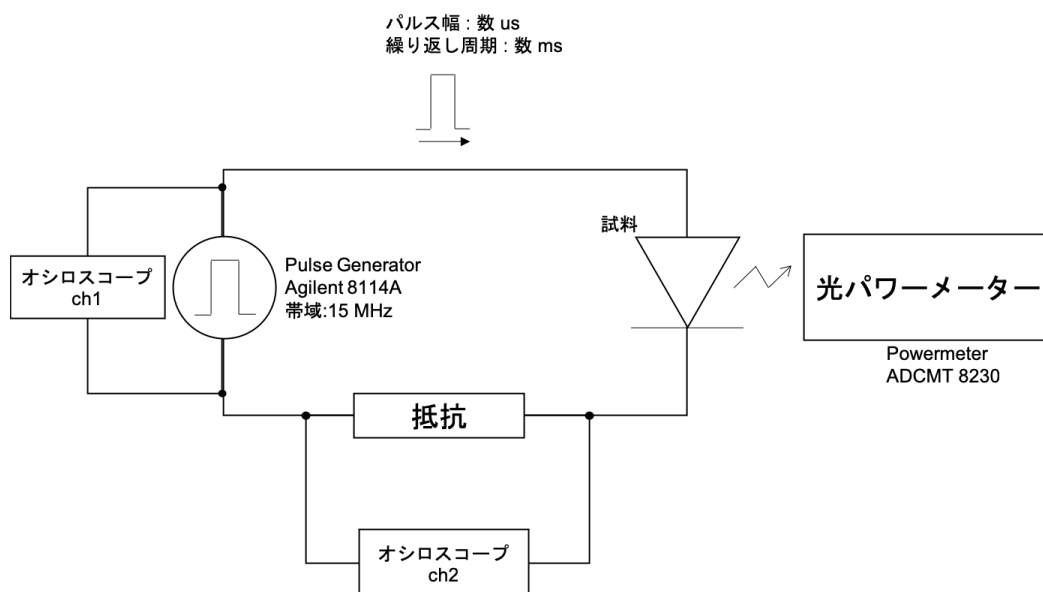 パルス幅 : 数 us
繰り返し周期 : 数 ms
試料
オシロスコープ
ch1
Pulse Generator
Agilent 8114A
帯域:15 MHz
光パワーメーター
Powermeter
ADCMT 8230
抵抗
オシロスコープ
ch2